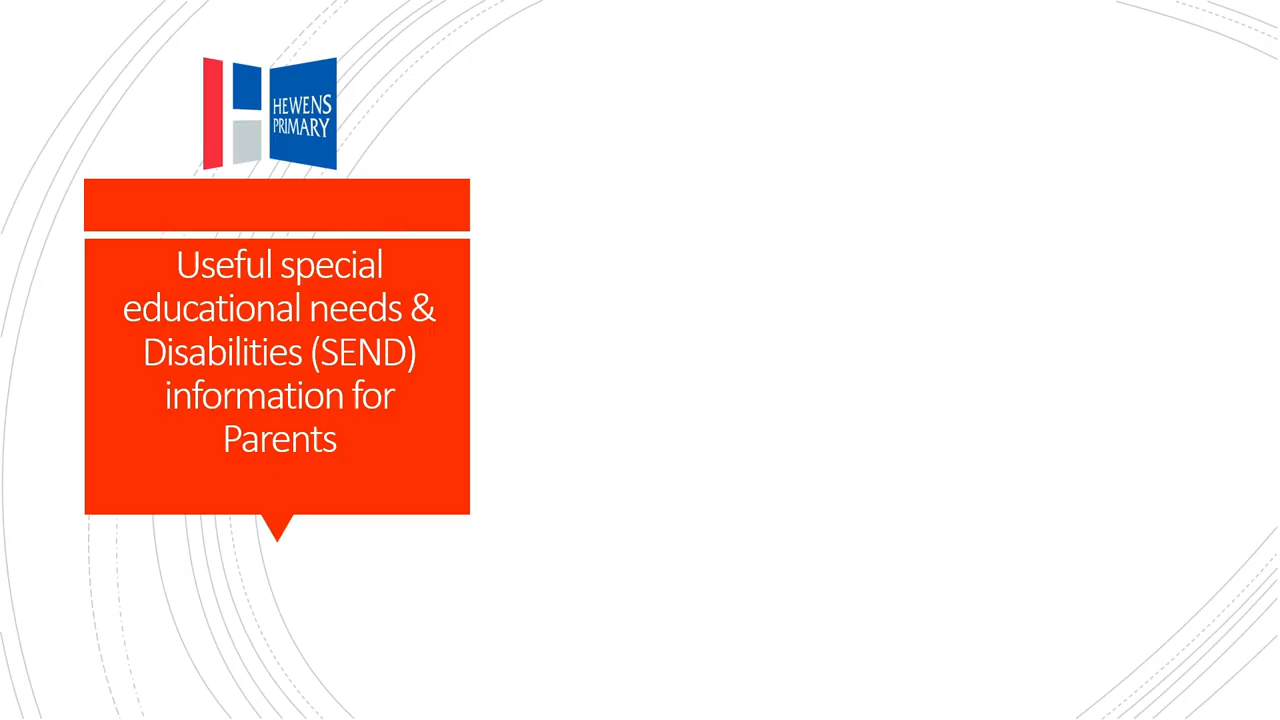 HEWENS
PRIMARY
Useful special
educational needs &
Disabilities (SEND)
information for
Parents